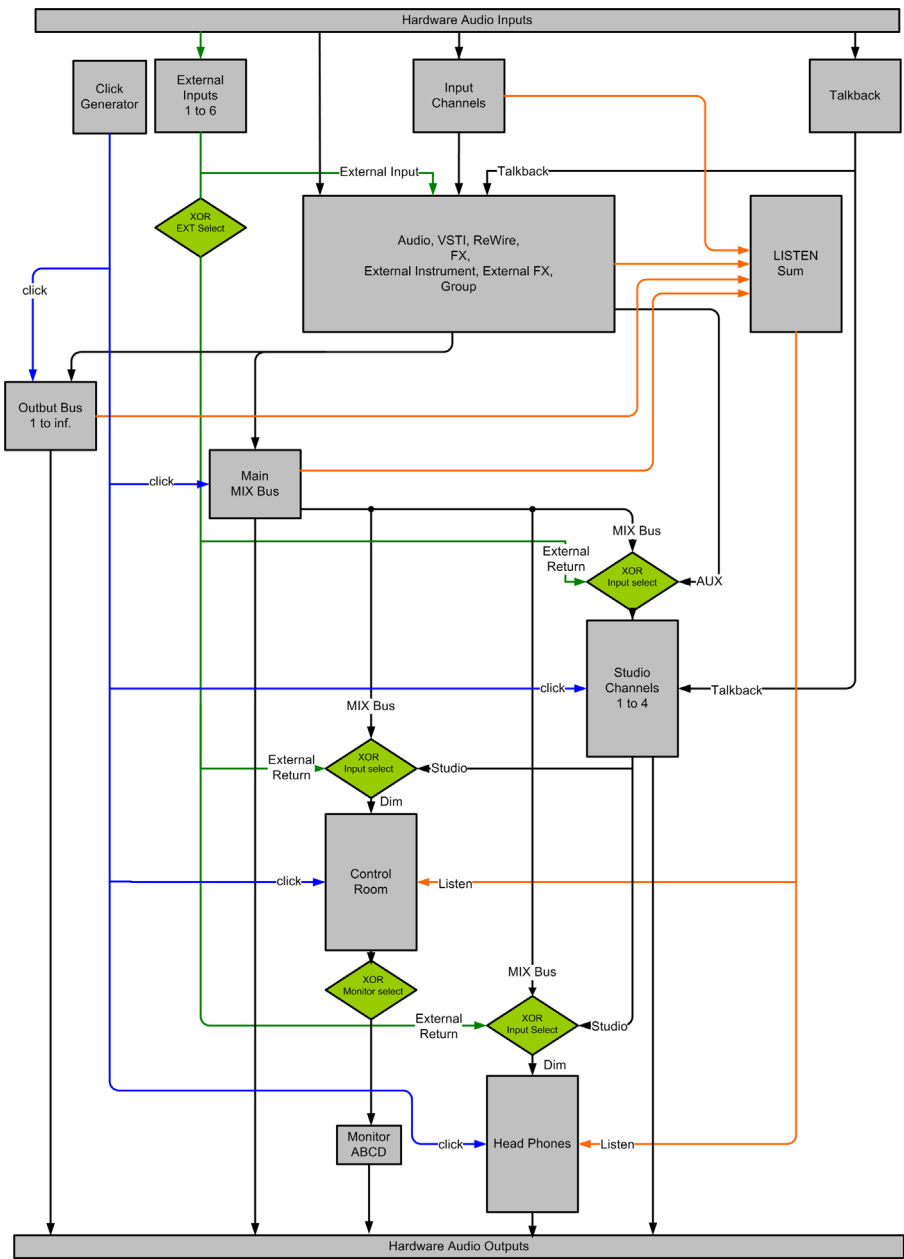 Hardware Audio Inputs
Click
Generator
External
Inputs
1 to 6
Input
Channels
Talkback
External Input
Talkback
XOR
EXT Select
Audio, VSTI, ReWire,
FX,
External Instrument, External FX,
Group
LISTEN
Sum
click
Outbut Bus
1 to inf.
Main
MIX Bus
click
MIX Bus
External
Return
XOR
Input select
AUX
Studio
Channels
1 to 4
click
Talkback
MIX Bus
External
Return
XOR
Input select
Studio
Dim
Control
Room
click
Listen
MIX Bus
XOR
Monitor select
External
Return
XOR
Input Select
Studio
Dim
Monitor
ABCD
click
Head Phones
Listen
Hardware Audio Outputs